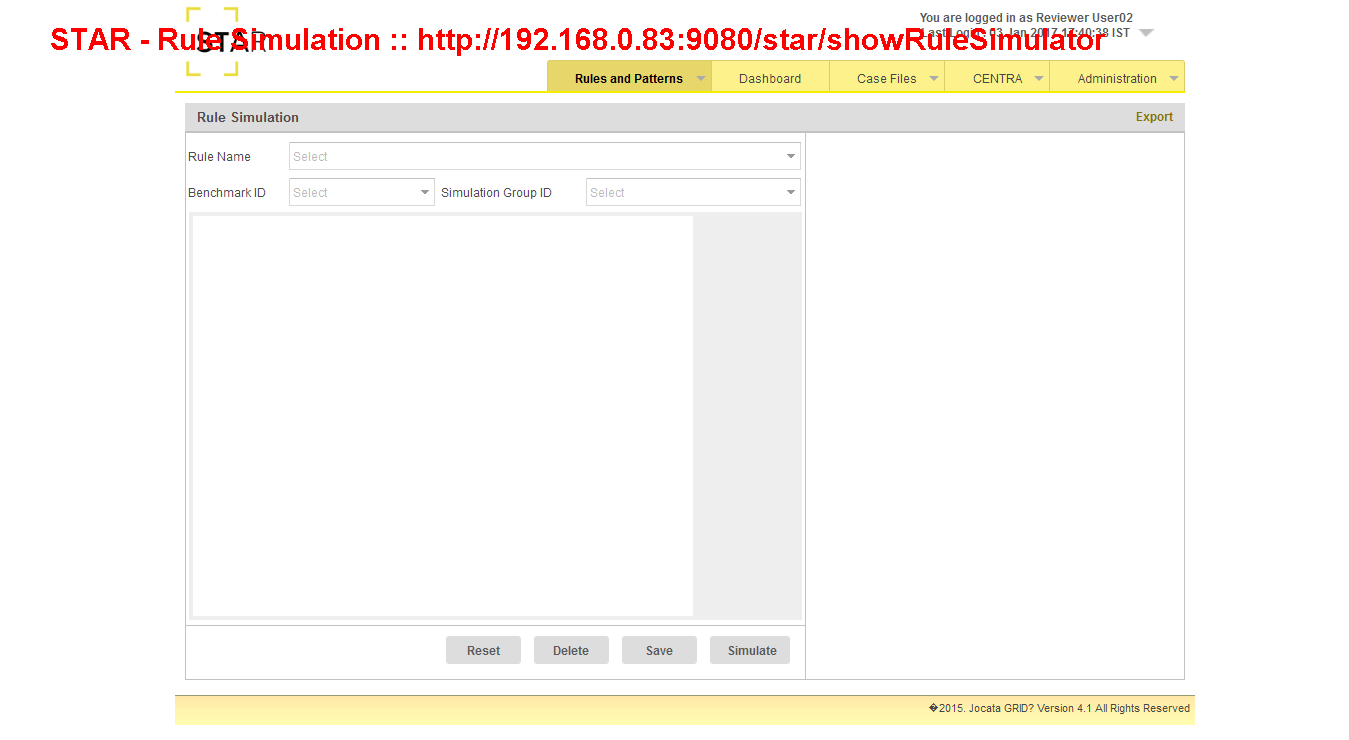 You are logged in as Reviewer User02
STAR - Rule Simulation :: http://192.168.0.83:9080/star/showRuleSimulator
STAR
Last Login: 03 Jan 2017 17:40:38 IST
Rules and Patterns Dashboard Case Files CENTRA Administration
Rule Simulation Export
Rule Name Select
Benchmark ID Select Simulation Group ID Select
Reset Delete Save Simulate
�2015. Jocata GRID? Version 4.1 All Rights Reserved